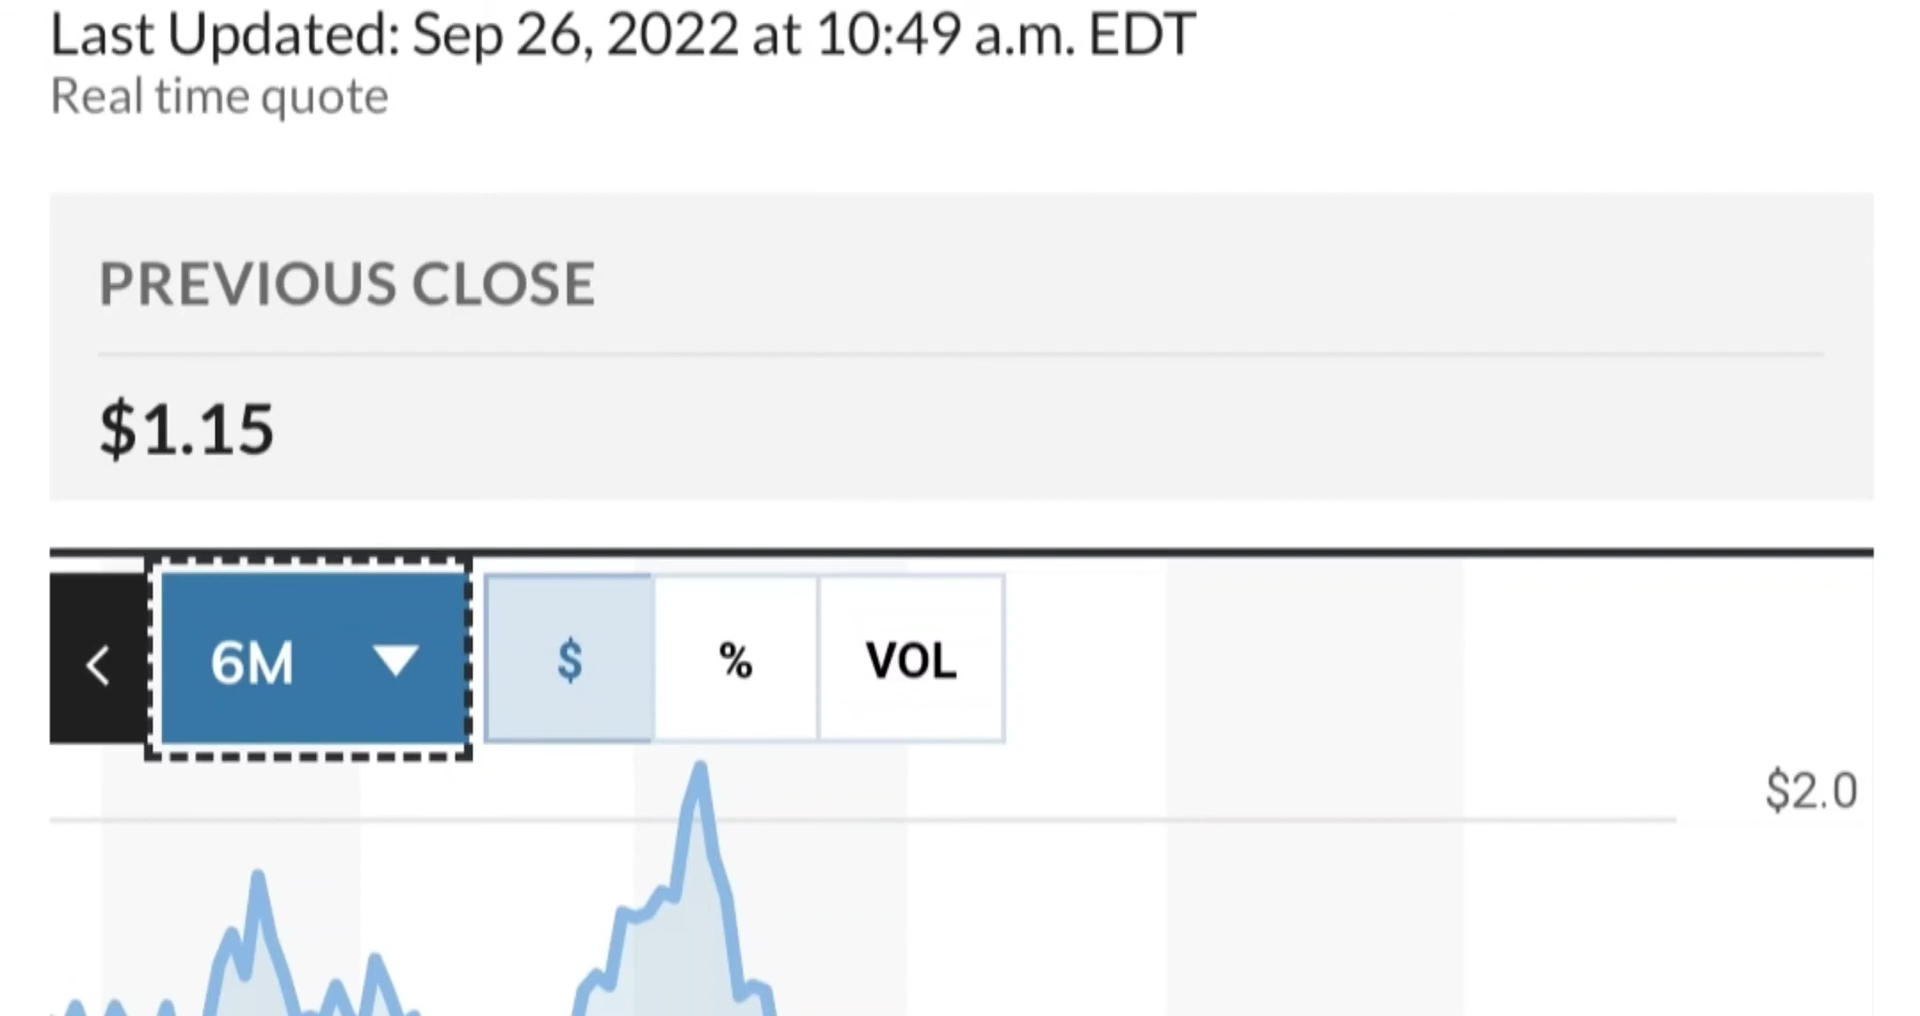 Last Updated: Sep 26, 2022 at 10:49 a.m. EDT
Real time quote
PREVIOUS CLOSE
$1.15
6M $ % VOL
$2.0